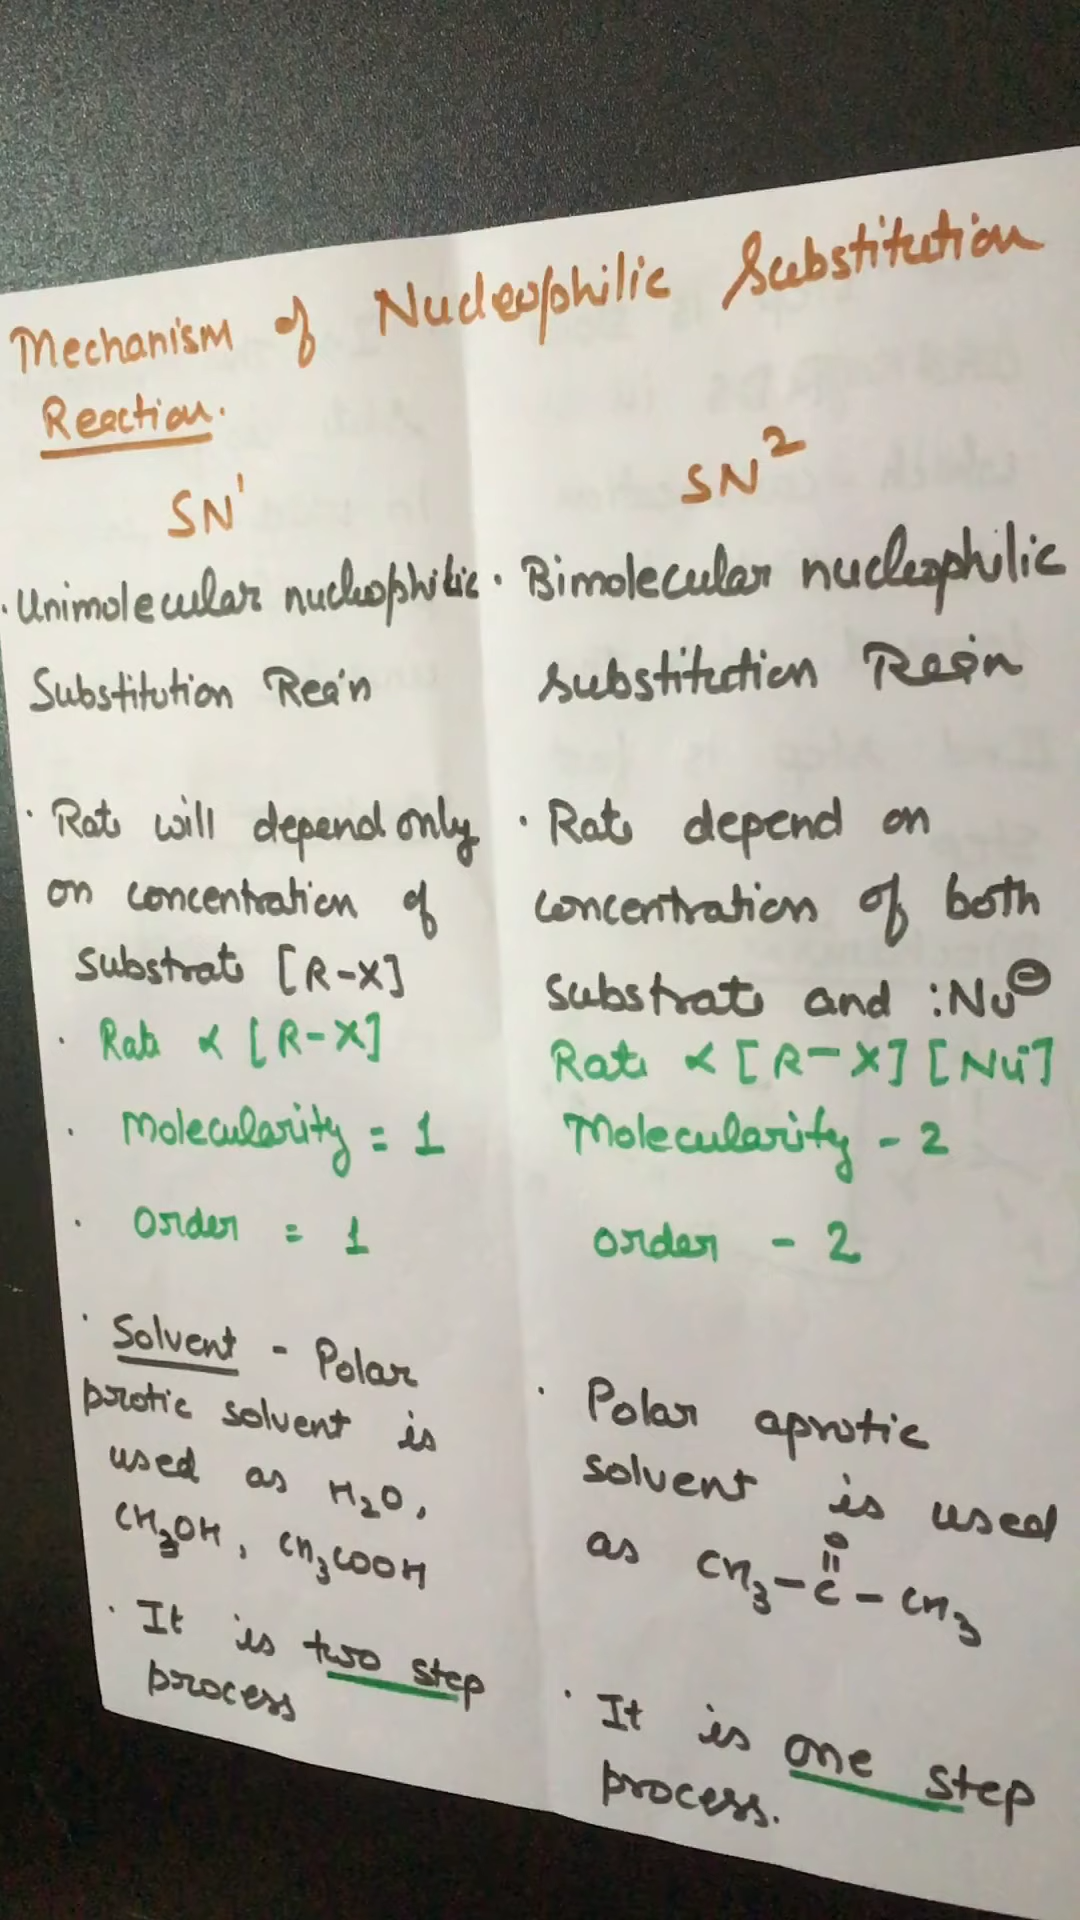 Mechanism of Nucleophilic Substitution
Reaction.
SN¹
· Unimolecular nucleophilic
Substitution Reaˈn
· Rate will depend only
on concentration of
substrate [R-X]
· Rate ∝ [R-X]
· Molecularity = 1
· Order = 1
· Solvent - Polar
protic solvent is
used as H₂O,
CH₃OH, CH₃COOH
· It is two step
process
SN²
· Bimolecular nucleophilic
substitution Reaˈn
· Rate depend on
concentration of both
substrate and :Nu⊖
Rate ∝ [R-X] [Nu̇]
Molecularity - 2
order - 2
· Polar aprotic
solvent is used
as CH₃-C-CH₃
O
||
· It is one step
process.